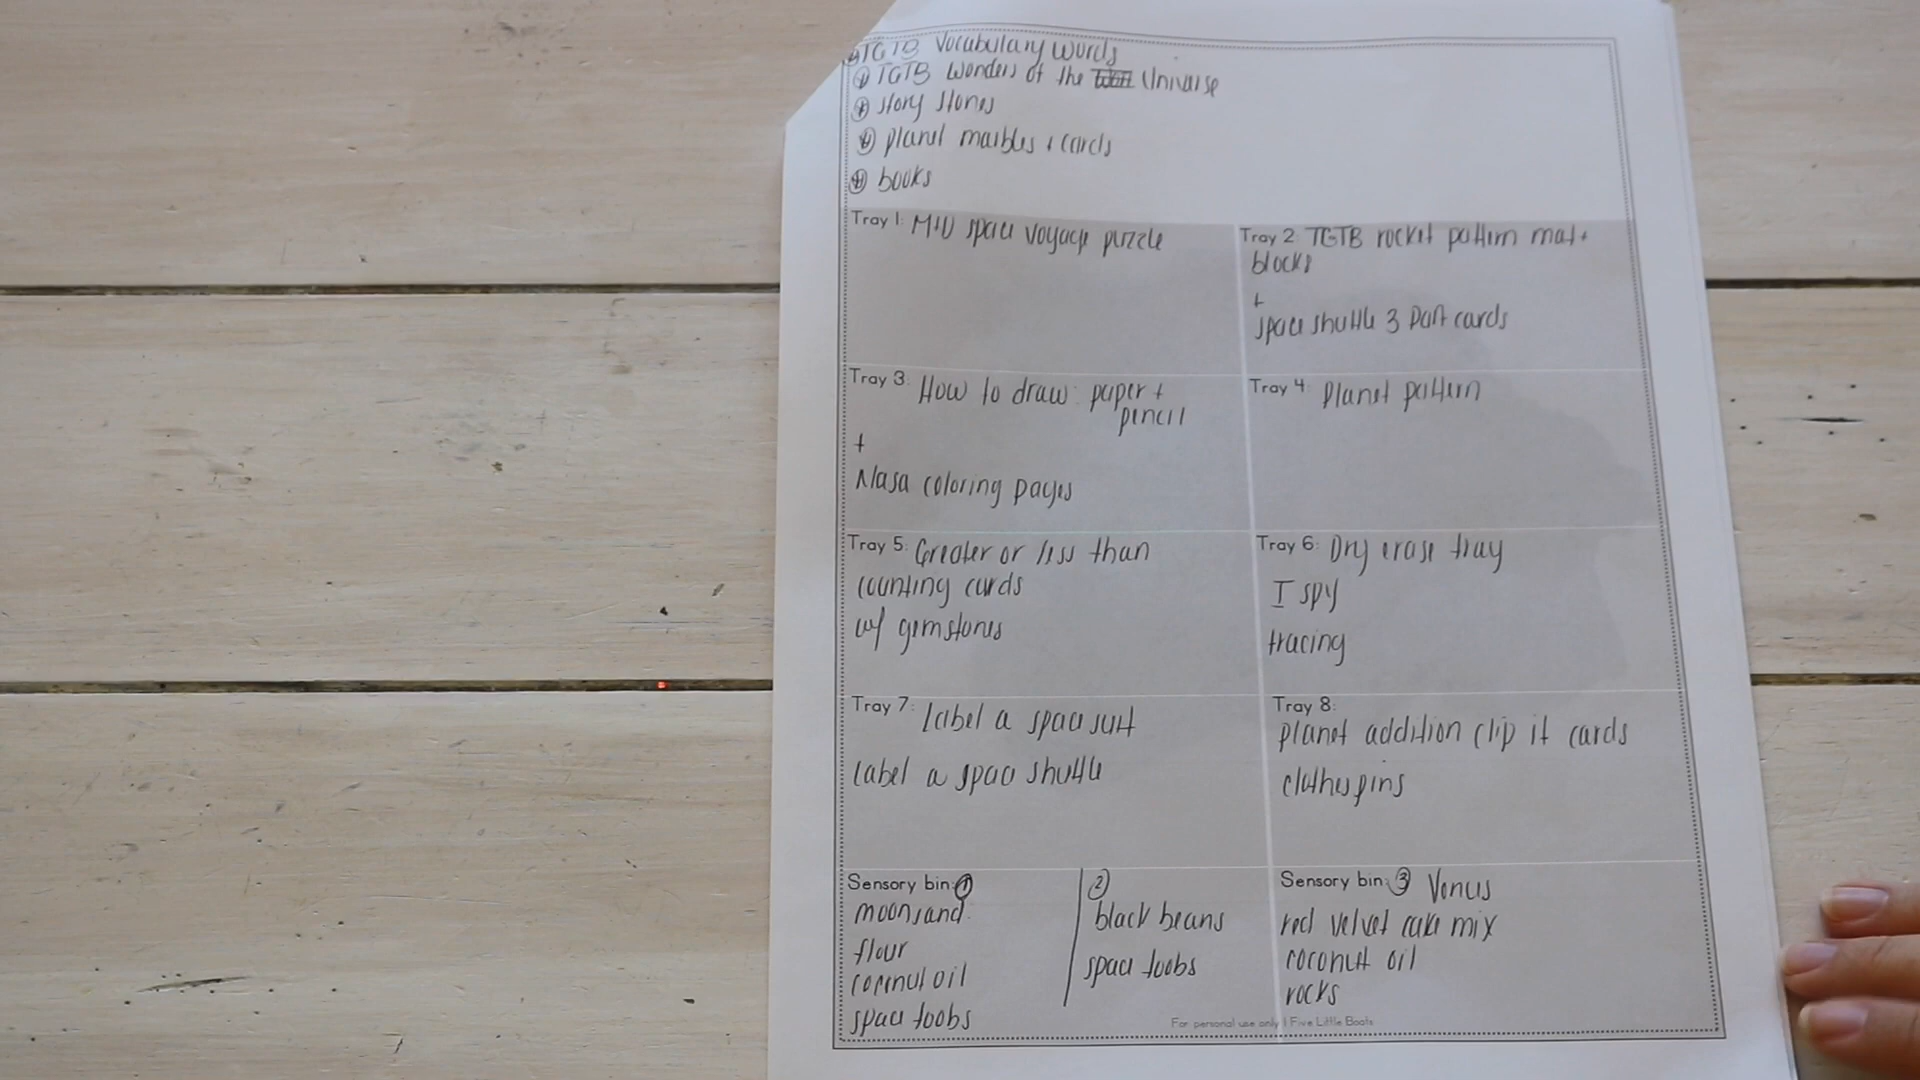 TGTB Vocabulary Words
TGTB Wonders of the Universe
story stones
planet marbles + cards
books
Tray 1: M+D space voyage puzzle
Tray 2: TGTB rocket pattern mat +
blocks
+
space shuttle 3 part cards
Tray 3: How to draw: paper +
pencil
+
Nasa coloring pages
Tray 4: Planet pattern
Tray 5: Greater or less than
counting cards
w/ gemstones
Tray 6: Dry erase tray
I spy
tracing
Tray 7: label a space suit
label a space shuttle
Tray 8:
planet addition clip it cards
clothespins
Sensory bin: 1
moonsand:
flour
coconut oil
space toobs
2
black beans
space toobs
Sensory bin: 3 Venus
red velvet cake mix
coconut oil
rocks
For personal use only | Five Little Boats